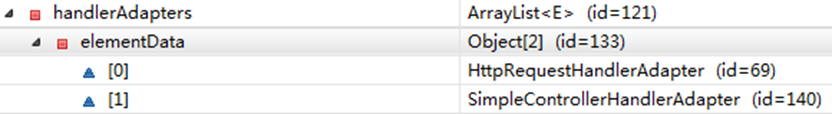 handlerAdapters ArrayList<E> (id=121)
elementData Object[2] (id=133)
[0] HttpRequestHandlerAdapter (id=69)
[1] SimpleControllerHandlerAdapter (id=140)